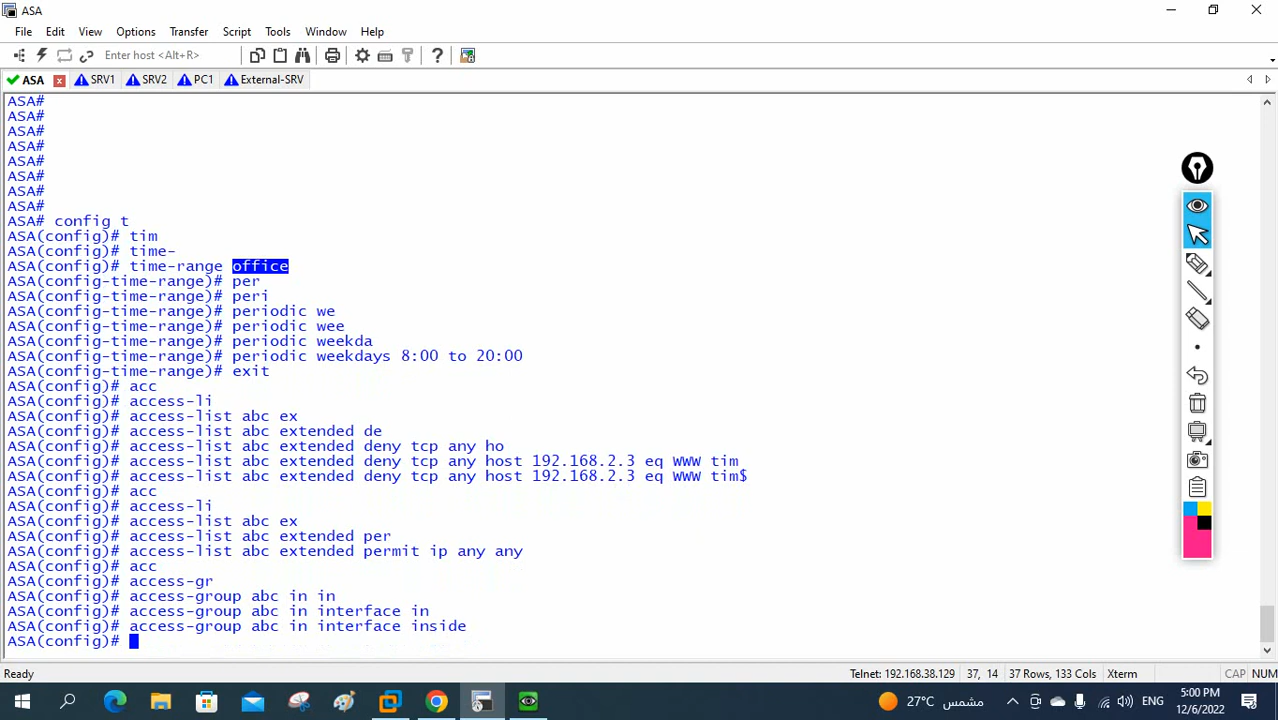 ASA
File Edit View Options Transfer Script Tools Window Help
Enter host <Alt+R>
ASA SRV1 SRV2 PC1 External-SRV
ASA#
ASA#
ASA#
ASA#
ASA#
ASA#
ASA#
ASA#
ASA# config t
ASA(config)# tim
ASA(config)# time-
ASA(config)# time-range office
ASA(config-time-range)# per
ASA(config-time-range)# peri
ASA(config-time-range)# periodic we
ASA(config-time-range)# periodic wee
ASA(config-time-range)# periodic weekda
ASA(config-time-range)# periodic weekdays 8:00 to 20:00
ASA(config-time-range)# exit
ASA(config)# acc
ASA(config)# access-li
ASA(config)# access-list abc ex
ASA(config)# access-list abc extended de
ASA(config)# access-list abc extended deny tcp any ho
ASA(config)# access-list abc extended deny tcp any host 192.168.2.3 eq WWW tim
ASA(config)# access-list abc extended deny tcp any host 192.168.2.3 eq WWW tim$
ASA(config)# acc
ASA(config)# access-li
ASA(config)# access-list abc ex
ASA(config)# access-list abc extended per
ASA(config)# access-list abc extended permit ip any any
ASA(config)# acc
ASA(config)# access-gr
ASA(config)# access-group abc in in
ASA(config)# access-group abc in interface in
ASA(config)# access-group abc in interface inside
ASA(config)#
Ready Telnet: 192.168.38.129 37, 14 37 Rows, 133 Cols Xterm CAP NUM
27°C مشمس ENG 5:00 PM
12/6/2022